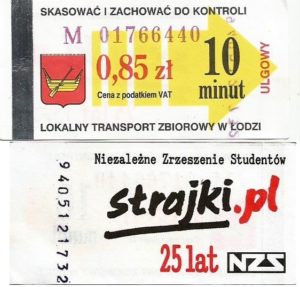 SKASOWAĆ I ZACHOWAĆ DO KONTROLI
M 01766440
0,85 zł
Cena z podatkiem VAT
10
minut
ULGOWY
LOKALNY TRANSPORT ZBIOROWY W ŁODZI
Niezależne Zrzeszenie Studentów
strajki.pl
25 lat NZS
9405121732